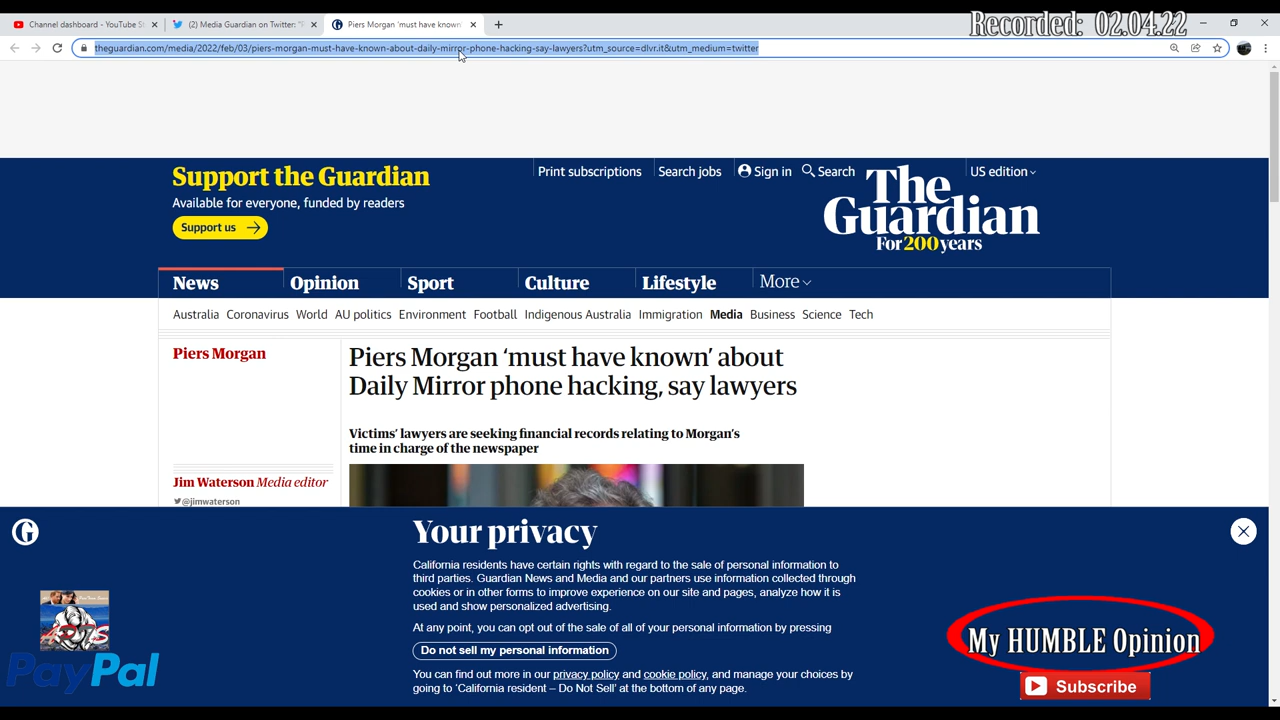 Channel dashboard - YouTube St
(2) Media Guardian on Twitter: "P
Piers Morgan 'must have known'
Recorded: 02.04.22
theguardian.com/media/2022/feb/03/piers-morgan-must-have-known-about-daily-mirror-phone-hacking-say-lawyers?utm_source=dlvr.it&utm_medium=twitter
Support the Guardian
Available for everyone, funded by readers
Support us
Print subscriptions
Search jobs
Sign in
Search
US edition
The
Guardian
For 200 years
News
Opinion
Sport
Culture
Lifestyle
More
Australia
Coronavirus
World
AU politics
Environment
Football
Indigenous Australia
Immigration
Media
Business
Science
Tech
Piers Morgan
Piers Morgan ‘must have known’ about
Daily Mirror phone hacking, say lawyers
Victims’ lawyers are seeking financial records relating to Morgan’s
time in charge of the newspaper
Jim Waterson Media editor
@jimwaterson
Your privacy
California residents have certain rights with regard to the sale of personal information to
third parties. Guardian News and Media and our partners use information collected through
cookies or in other forms to improve experience on our site and pages, analyze how it is
used and show personalized advertising.
At any point, you can opt out of the sale of all of your personal information by pressing
Do not sell my personal information
You can find out more in our privacy policy and cookie policy, and manage your choices by
going to ‘California resident – Do Not Sell’ at the bottom of any page.
PayPal
My HUMBLE Opinion
Subscribe